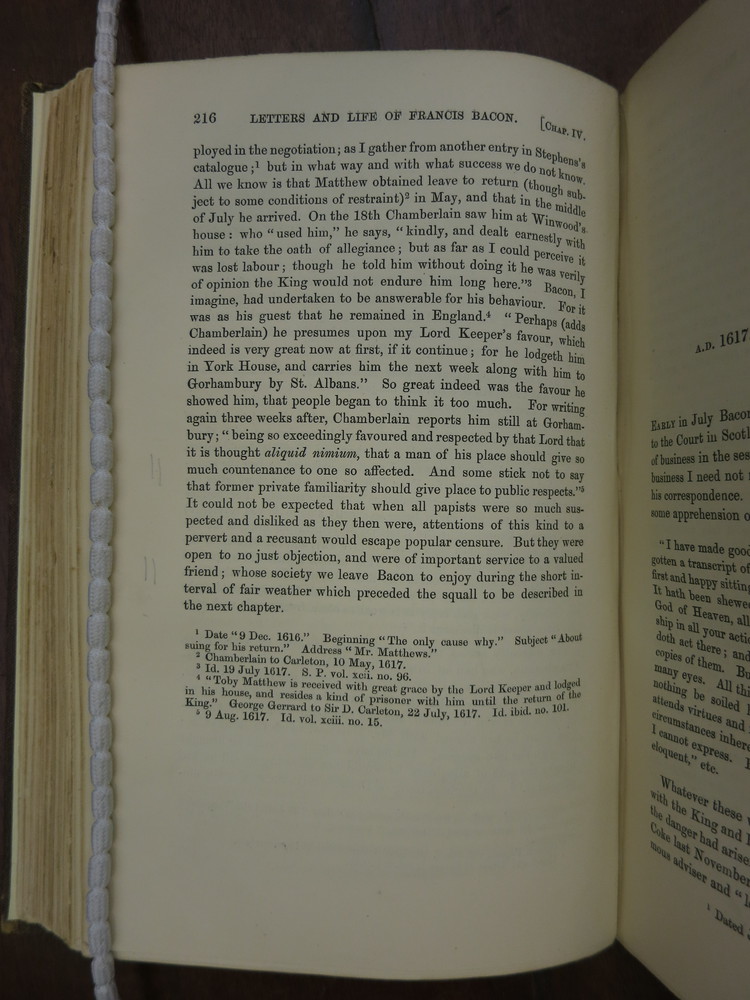 216 LETTERS AND LIFE OF FRANCIS BACON. [CHAP. IV.
ployed in the negotiation; as I gather from another entry in Stephens's
catalogue;¹ but in what way and with what success we do not know.
All we know is that Matthew obtained leave to return (though sub-
ject to some conditions of restraint)² in May, and that in the middle
of July he arrived. On the 18th Chamberlain saw him at Winwood's
house: who "used him," he says, "kindly, and dealt earnestly with
him to take the oath of allegiance; but as far as I could perceive it
was lost labour; though he told him without doing it he was verily
of opinion the King would not endure him long here."³ Bacon, I
imagine, had undertaken to be answerable for his behaviour. For it
was as his guest that he remained in England.⁴ "Perhaps (adds
Chamberlain) he presumes upon my Lord Keeper's favour, which
indeed is very great now at first, if it continue; for he lodgeth him
in York House, and carries him the next week along with him to
Gorhambury by St. Albans." So great indeed was the favour he
showed him, that people began to think it too much. For writing
again three weeks after, Chamberlain reports him still at Gorham-
bury; "being so exceedingly favoured and respected by that Lord that
it is thought aliquid nimium, that a man of his place should give so
much countenance to one so affected. And some stick not to say
that former private familiarity should give place to public respects."⁵
It could not be expected that when all papists were so much sus-
pected and disliked as they then were, attentions of this kind to a
pervert and a recusant would escape popular censure. But they were
open to no just objection, and were of important service to a valued
friend; whose society we leave Bacon to enjoy during the short in-
terval of fair weather which preceded the squall to be described in
the next chapter.
¹ Date "9 Dec. 1616." Beginning "The only cause why." Subject "About
suing for his return." Address "Mr. Matthews."
² Chamberlain to Carleton, 10 May, 1617.
³ Id. 19 July 1617. S. P. vol. xcii. no. 96.
⁴ "Toby Matthew is received with great grace by the Lord Keeper and lodged
in his house, and resides a kind of prisoner with him until the return of the
King." George Gerrard to Sir D. Carleton, 22 July, 1617. Id. ibid. no. 101.
⁵ 9 Aug. 1617. Id. vol. xciii. no. 15.
A.D. 1617
EARLY in July Baco
to the Court in Scotl
of business in the ses
business I need not
his correspondence.
some apprehension o
"I have made good
gotten a transcript of
first and happy sitting
It hath been shewe
God of Heaven, all
ship in all your actio
doth act there; and
copies of them. Bu
many eyes. All thi
nothing be soiled
attends virtues and
circumstances inhere
I cannot express. I
eloquent," etc.
Whatever these
with the King and
the danger had arise
Coke last November
mous adviser and "
¹ Dated